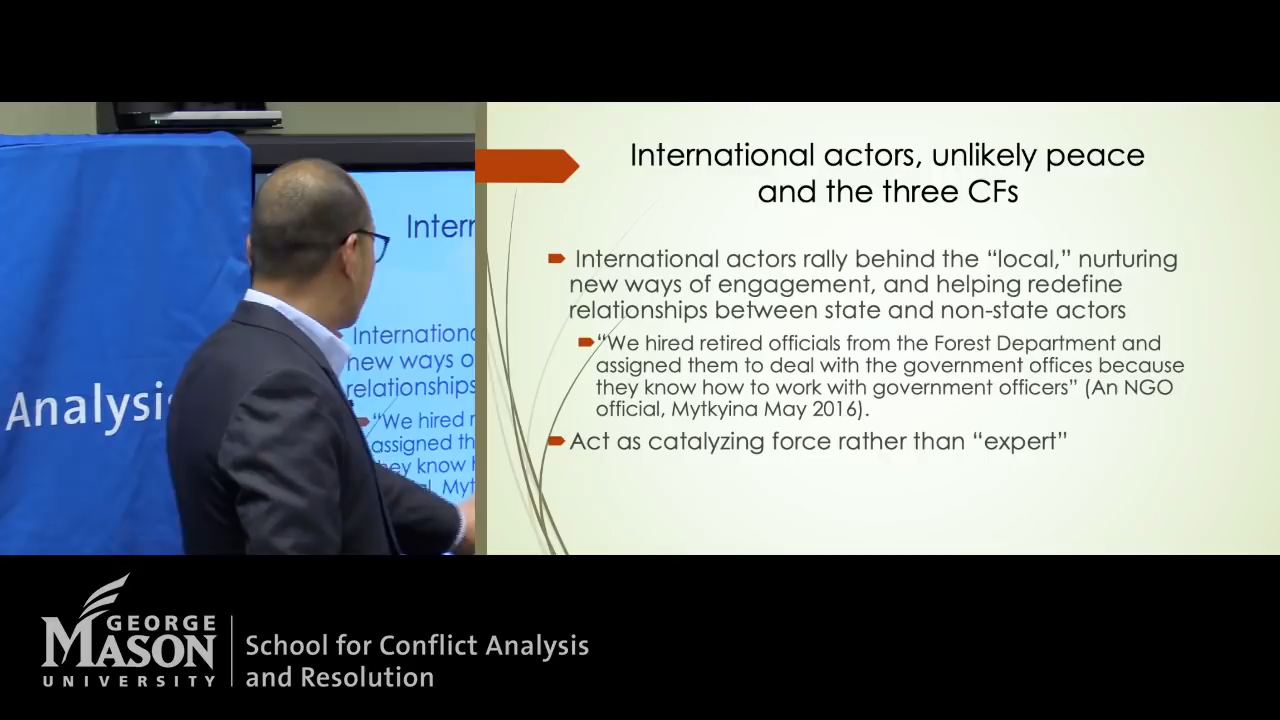 International actors, unlikely peace
and the three CFs
International actors rally behind the “local,” nurturing
new ways of engagement, and helping redefine
relationships between state and non-state actors
“We hired retired officials from the Forest Department and
assigned them to deal with the government offices because
they know how to work with government officers” (An NGO
official, Mytkyina May 2016).
Act as catalyzing force rather than “expert”
Analysi
Inter
Internationa
new ways o
relationships
“We hired r
assigned th
they know h
Myt
GEORGE
MASON
UNIVERSITY
School for Conflict Analysis
and Resolution